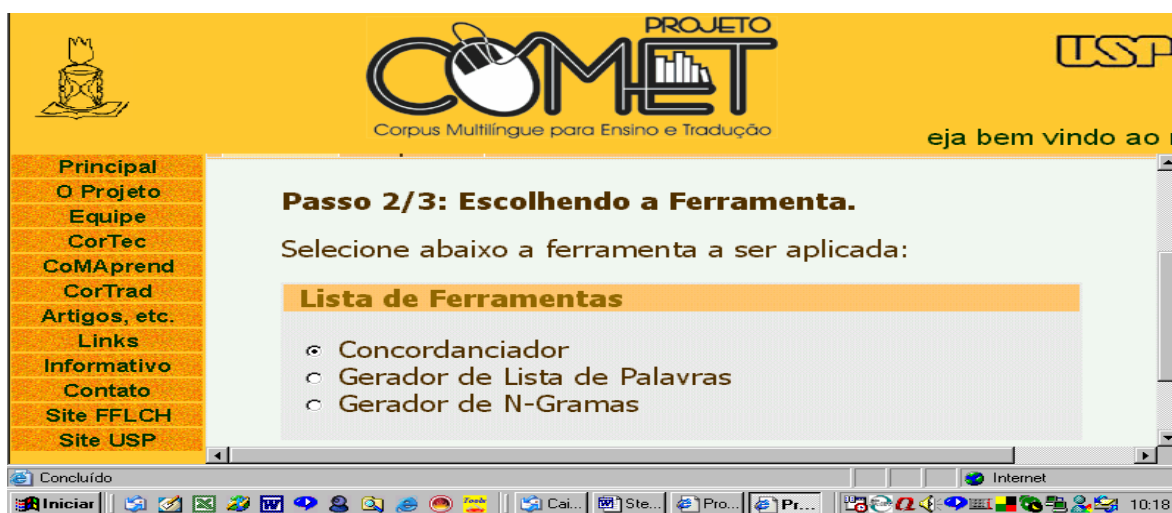 PROJETO
COMET
Corpus Multilíngue para Ensino e Tradução
USP
eja bem vindo ao
Principal
O Projeto
Equipe
CorTec
CoMAprend
CorTrad
Artigos, etc.
Links
Informativo
Contato
Site FFLCH
Site USP
Passo 2/3: Escolhendo a Ferramenta.
Selecione abaixo a ferramenta a ser aplicada:
Lista de Ferramentas
Concordanciador
Gerador de Lista de Palavras
Gerador de N-Gramas
Concluído
Internet
Iniciar
Cai...
Ste...
Pro...
Pr...
10:18